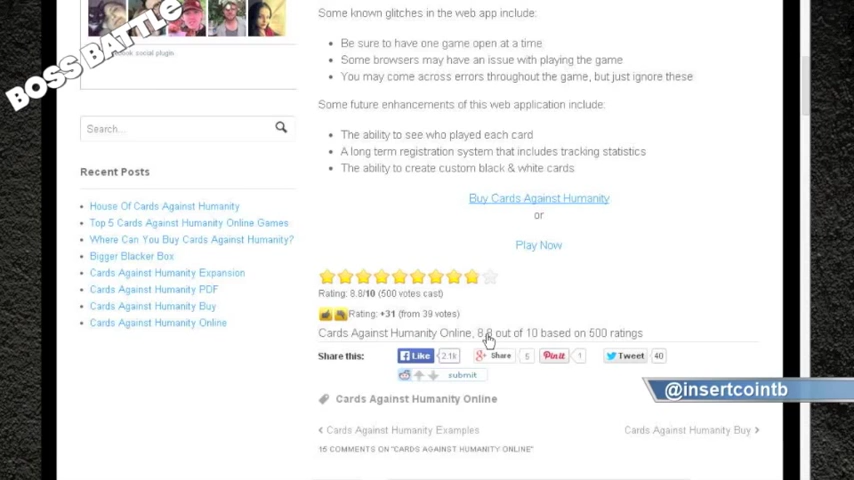 BOSS BATTLE
social plugin
Search...
Recent Posts
House Of Cards Against Humanity
Top 5 Cards Against Humanity Online Games
Where Can You Buy Cards Against Humanity?
Bigger Blacker Box
Cards Against Humanity Expansion
Cards Against Humanity PDF
Cards Against Humanity Buy
Cards Against Humanity Online
Some known glitches in the web app include:
Be sure to have one game open at a time
Some browsers may have an issue with playing the game
You may come across errors throughout the game, but just ignore these
Some future enhancements of this web application include:
The ability to see who played each card
A long term registration system that includes tracking statistics
The ability to create custom black & white cards
Buy Cards Against Humanity
or
Play Now
Rating: 8.8/10 (500 votes cast)
Rating: +31 (from 39 votes)
Cards Against Humanity Online, 8.8 out of 10 based on 500 ratings
Share this: Like 2.1k Share 5 Pin it 1 Tweet 40
submit
@insertcointb
Cards Against Humanity Online
Cards Against Humanity Examples Cards Against Humanity Buy
15 COMMENTS ON "CARDS AGAINST HUMANITY ONLINE"